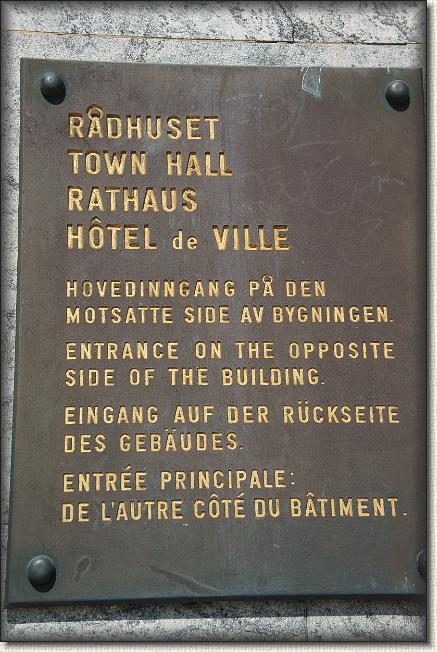 RÅDHUSET
TOWN HALL
RATHAUS
HÔTEL de VILLE
HOVEDINNGANG PÅ DEN
MOTSATTE SIDE AV BYGNINGEN.
ENTRANCE ON THE OPPOSITE
SIDE OF THE BUILDING.
EINGANG AUF DER RÜCKSEITE
DES GEBÄUDES.
ENTRÉE PRINCIPALE:
DE L'AUTRE CÔTÉ DU BÂTIMENT.